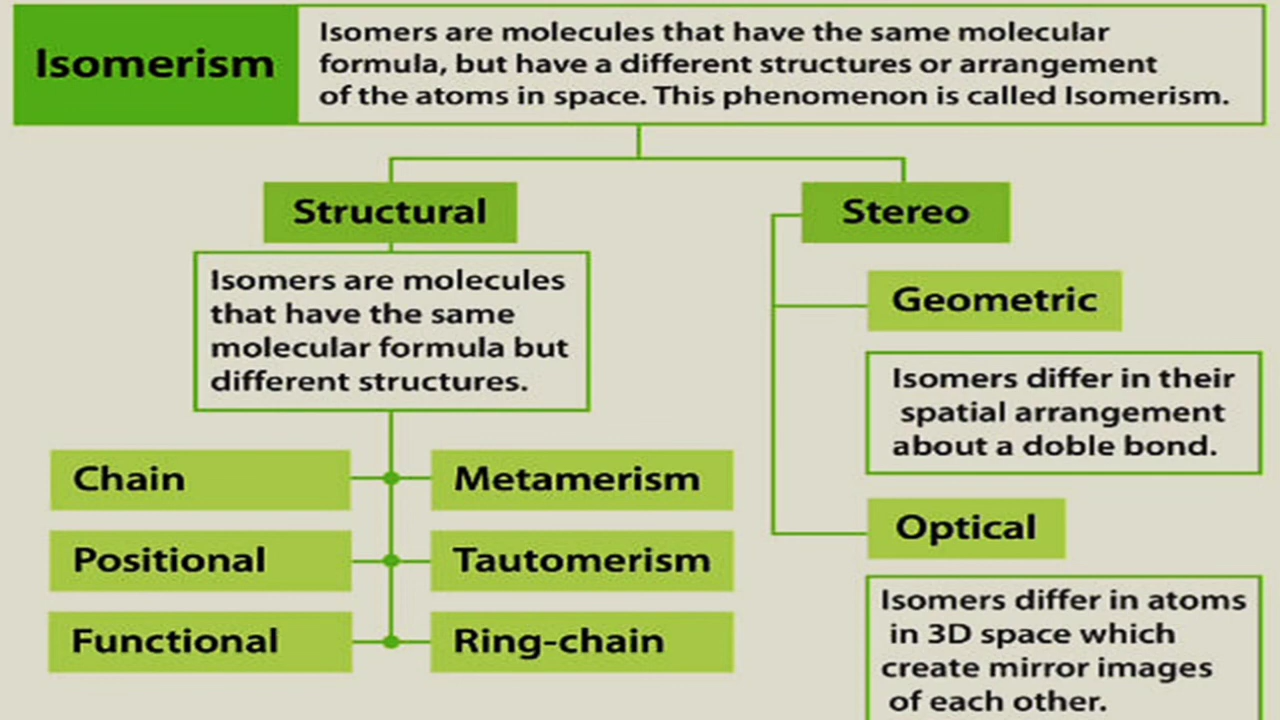 Isomerism
Isomers are molecules that have the same molecular
formula, but have a different structures or arrangement
of the atoms in space. This phenomenon is called Isomerism.
Structural
Isomers are molecules
that have the same
molecular formula but
different structures.
Chain
Metamerism
Positional
Tautomerism
Functional
Ring-chain
Stereo
Geometric
Isomers differ in their
spatial arrangement
about a doble bond.
Optical
Isomers differ in atoms
in 3D space which
create mirror images
of each other.